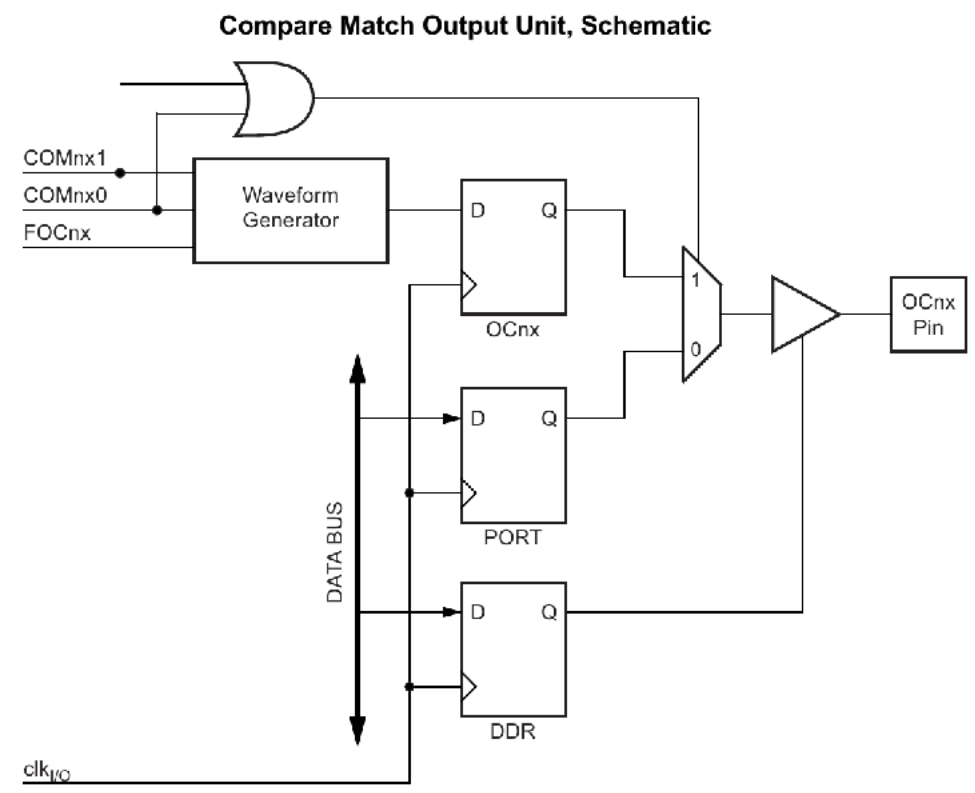 Compare Match Output Unit, Schematic
COMnx1
COMnx0
FOCnx
Waveform
Generator
D
Q
OCnx
1
0
OCnx
Pin
D
Q
PORT
DATA BUS
D
Q
DDR
clkI/O